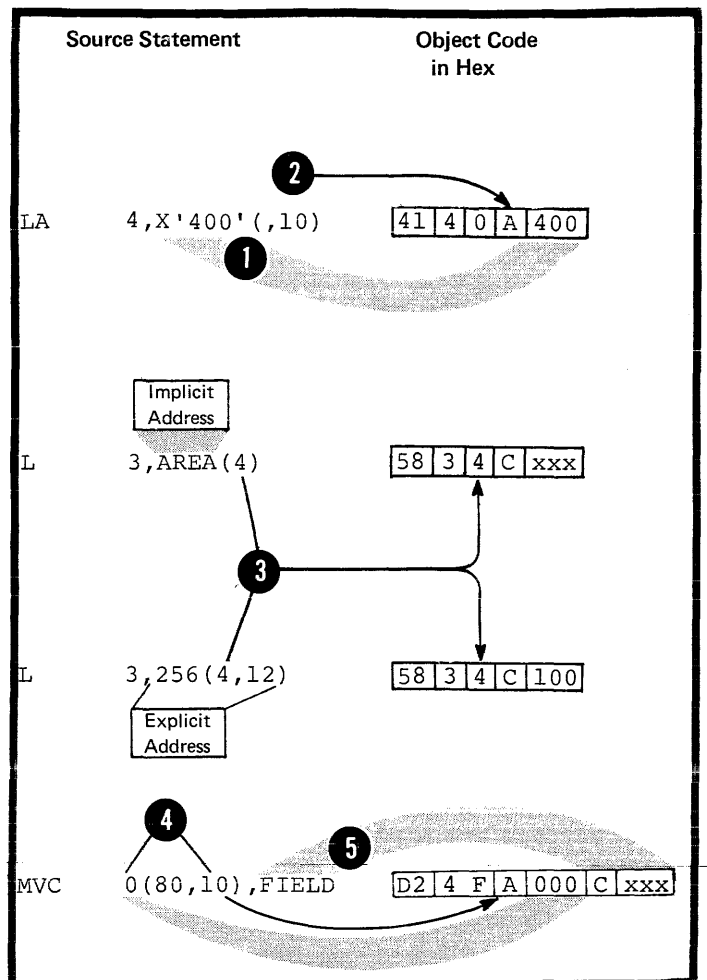 Source Statement Object Code
in Hex
2
LA 4,X'400'(,10) 41 4 0 A 400
1
Implicit
Address
L 3,AREA(4) 58 3 4 C xxx
3
L 3,256(4,12) 58 3 4 C 100
Explicit
Address
4
5
MVC 0(80,10),FIELD D2 4 F A 000 C xxx